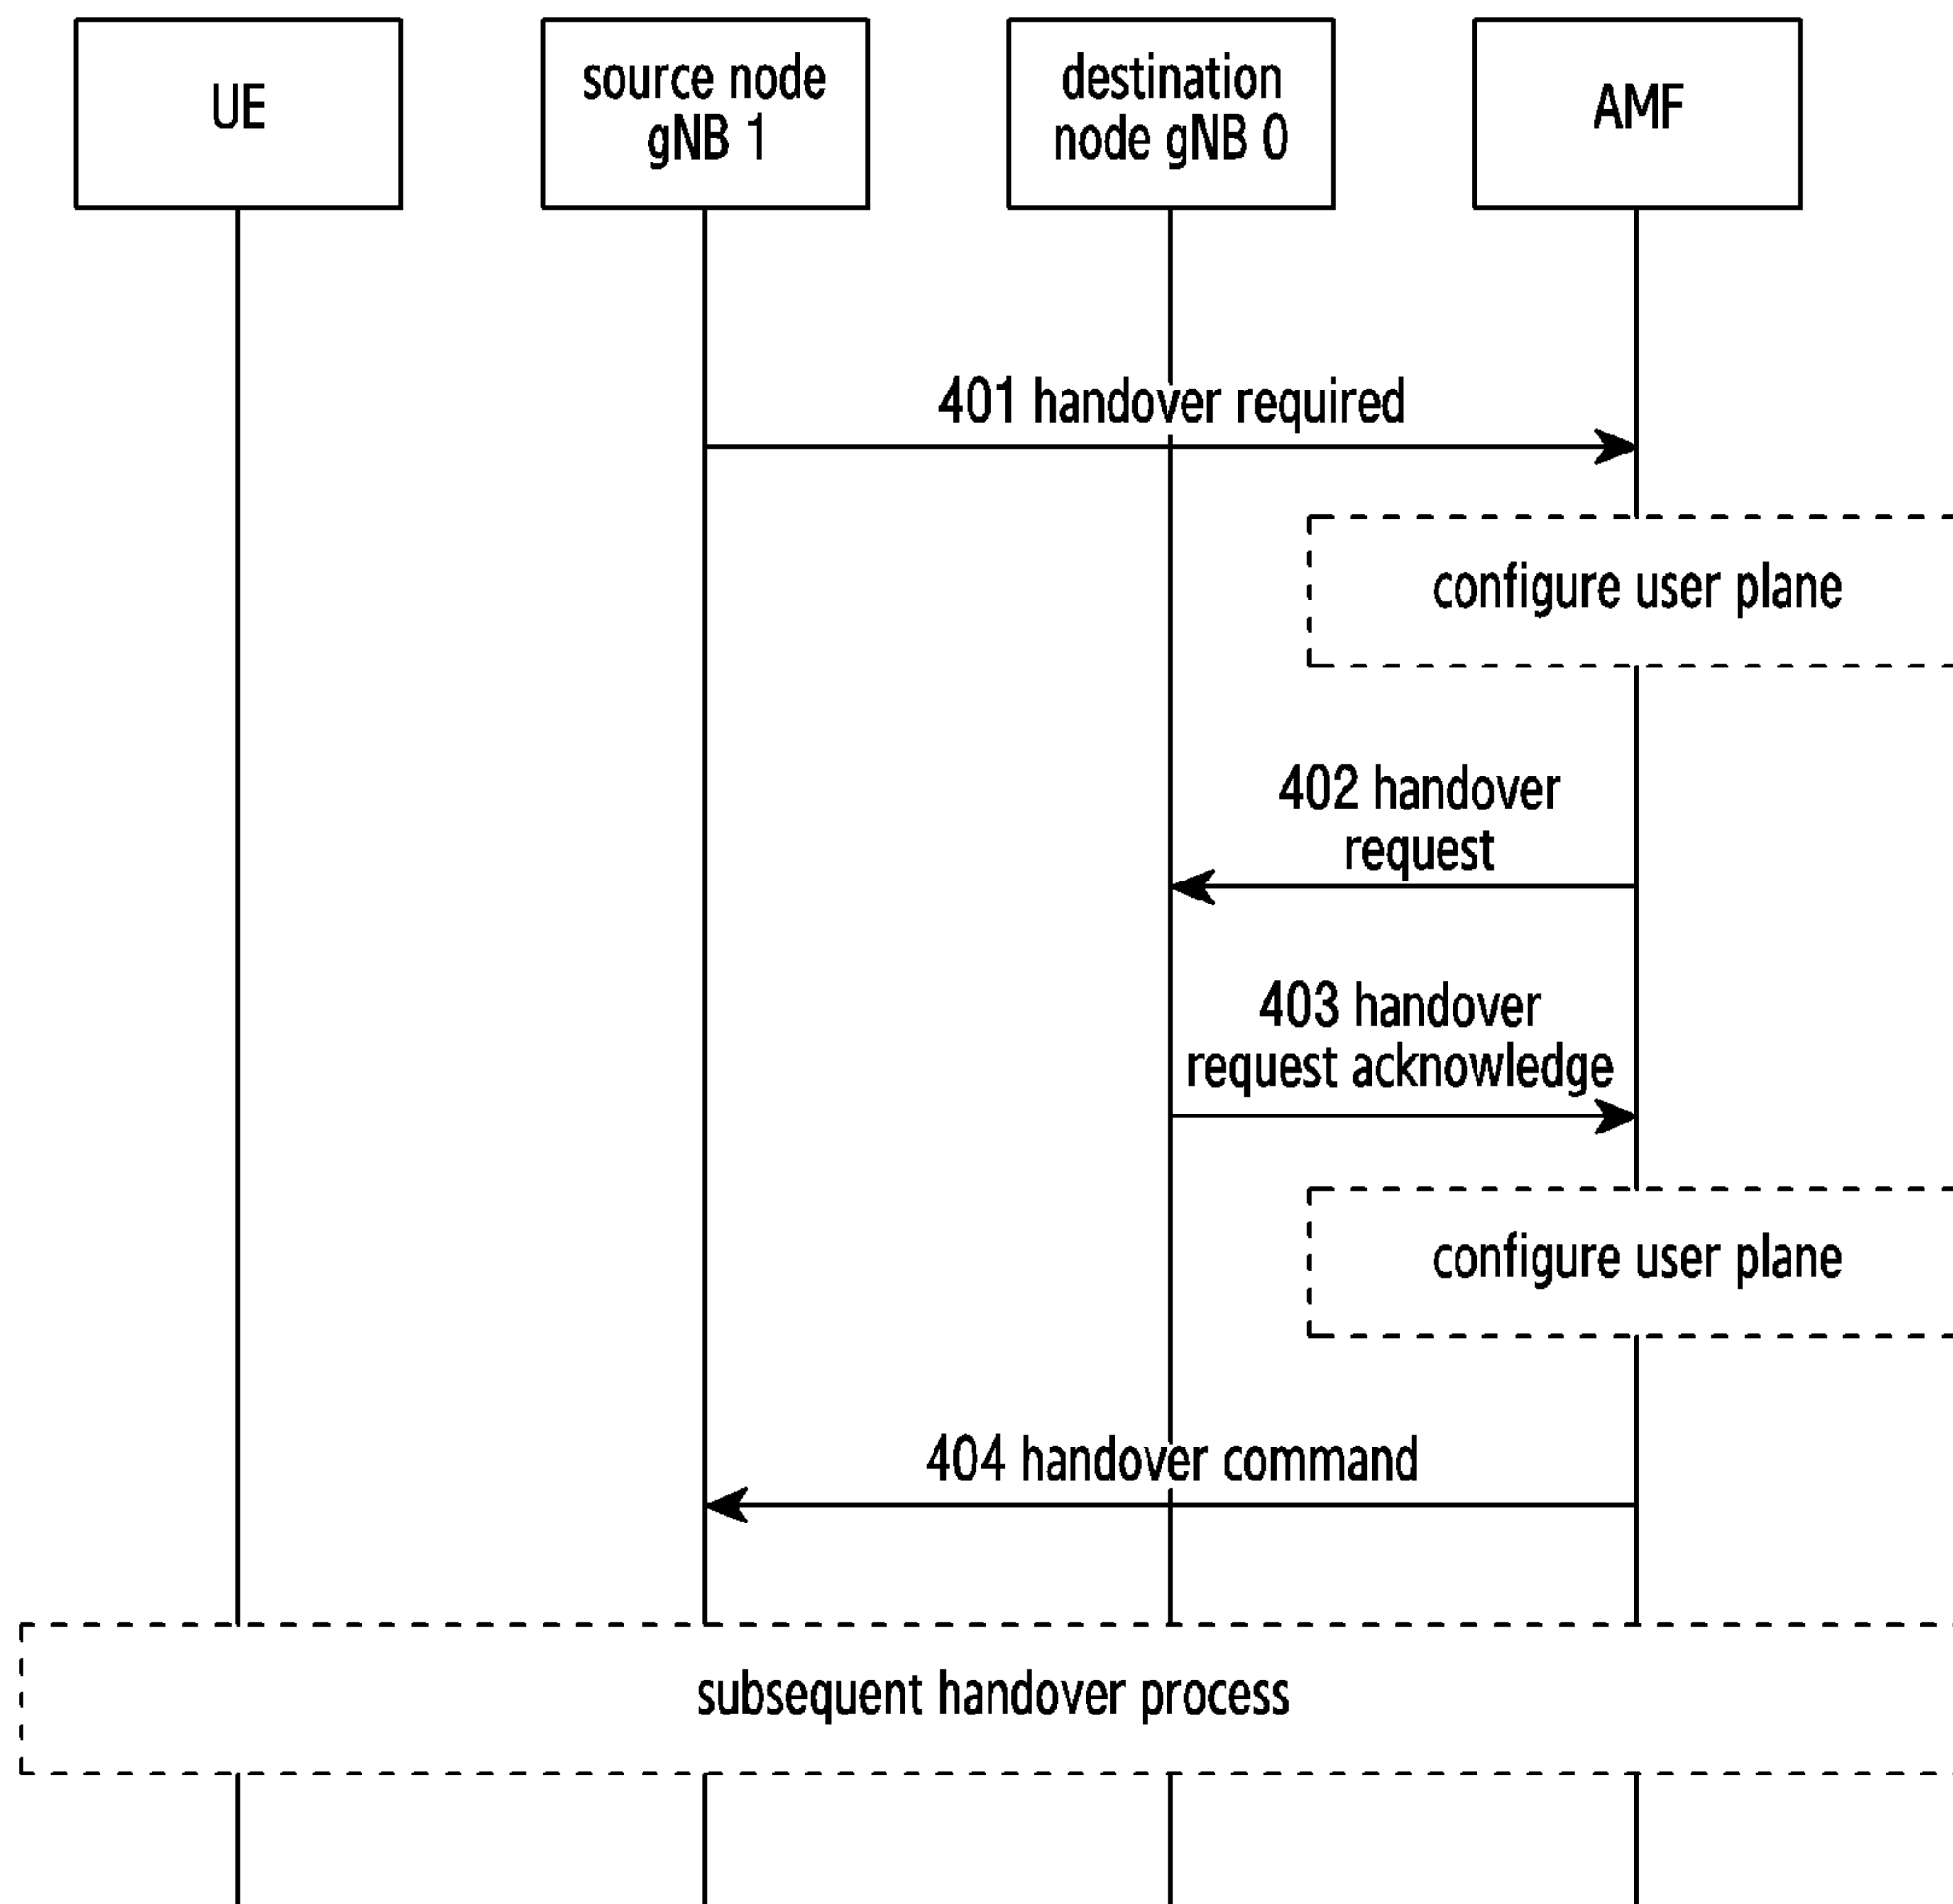 UE
source node
gNB 1
destination
node gNB 0
AMF
401 handover required
configure user plane
402 handover
request
403 handover
request acknowledge
configure user plane
404 handover command
subsequent handover process